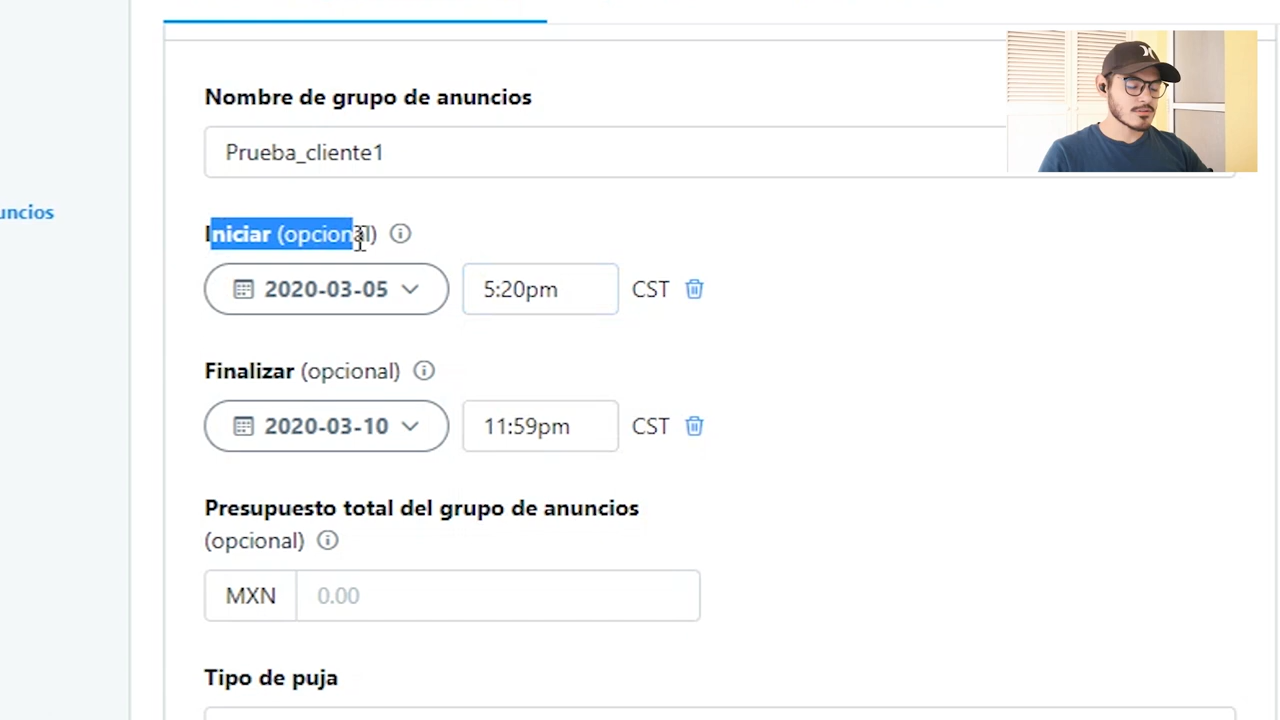 Nombre de grupo de anuncios
Prueba_cliente1
uncios
Iniciar (opcional)
2020-03-05 5:20pm CST
Finalizar (opcional)
2020-03-10 11:59pm CST
Presupuesto total del grupo de anuncios
(opcional)
MXN 0.00
Tipo de puja